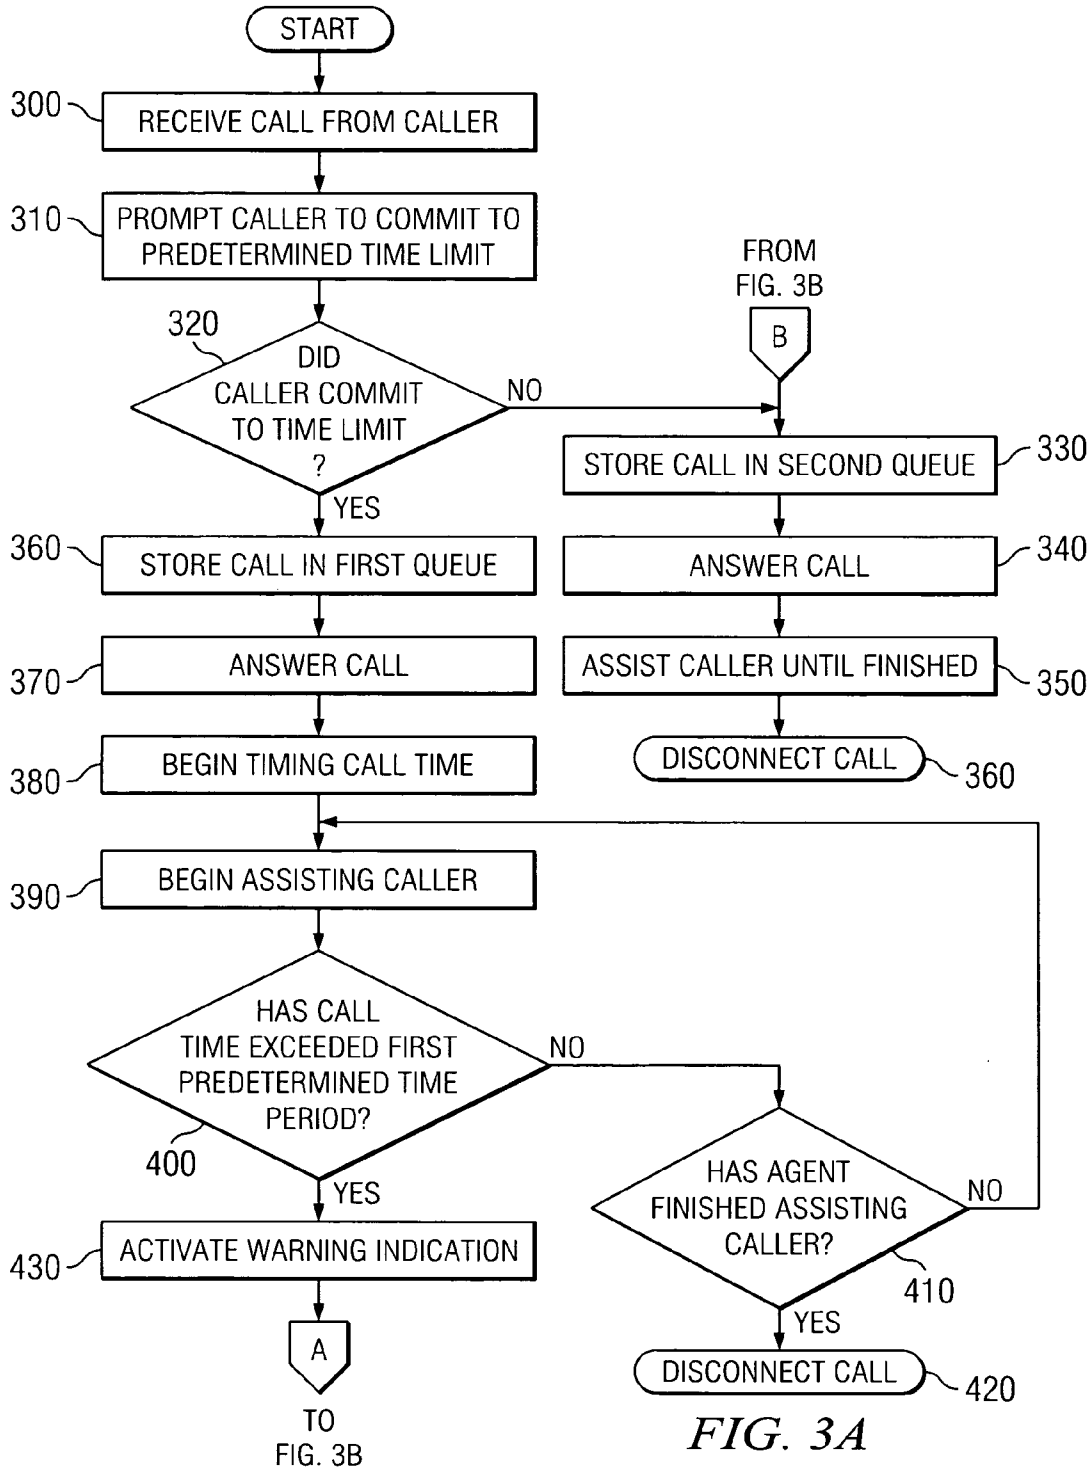 START
300
RECEIVE CALL FROM CALLER
310
PROMPT CALLER TO COMMIT TO
PREDETERMINED TIME LIMIT
FROM
FIG. 3B
B
320
DID
CALLER COMMIT
TO TIME LIMIT
?
NO
YES
STORE CALL IN SECOND QUEUE
330
360
STORE CALL IN FIRST QUEUE
ANSWER CALL
340
370
ANSWER CALL
ASSIST CALLER UNTIL FINISHED
350
380
BEGIN TIMING CALL TIME
DISCONNECT CALL
360
390
BEGIN ASSISTING CALLER
HAS CALL
TIME EXCEEDED FIRST
PREDETERMINED TIME
PERIOD?
400
NO
YES
HAS AGENT
FINISHED ASSISTING
CALLER?
410
NO
YES
430
ACTIVATE WARNING INDICATION
A
TO
FIG. 3B
DISCONNECT CALL
420
FIG. 3A